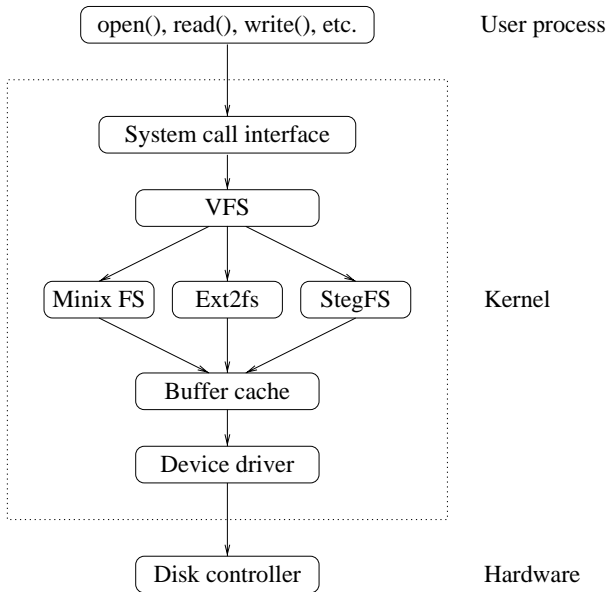 open(), read(), write(), etc.
User process
System call interface
VFS
Minix FS
Ext2fs
StegFS
Kernel
Buffer cache
Device driver
Disk controller
Hardware